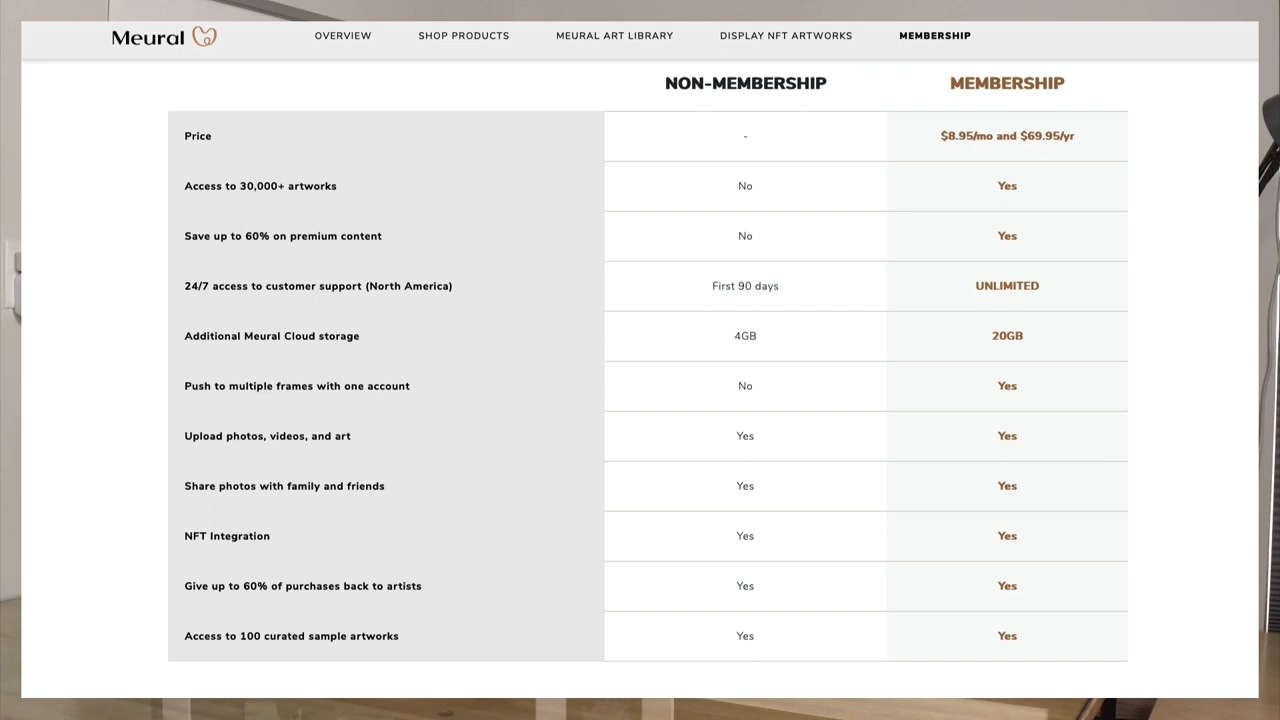 Meural
OVERVIEW SHOP PRODUCTS MEURAL ART LIBRARY DISPLAY NFT ARTWORKS MEMBERSHIP
NON-MEMBERSHIP MEMBERSHIP
Price - $8.95/mo and $69.95/yr
Access to 30,000+ artworks No Yes
Save up to 60% on premium content No Yes
24/7 access to customer support (North America) First 90 days UNLIMITED
Additional Meural Cloud storage 4GB 20GB
Push to multiple frames with one account No Yes
Upload photos, videos, and art Yes Yes
Share photos with family and friends Yes Yes
NFT Integration Yes Yes
Give up to 60% of purchases back to artists Yes Yes
Access to 100 curated sample artworks Yes Yes